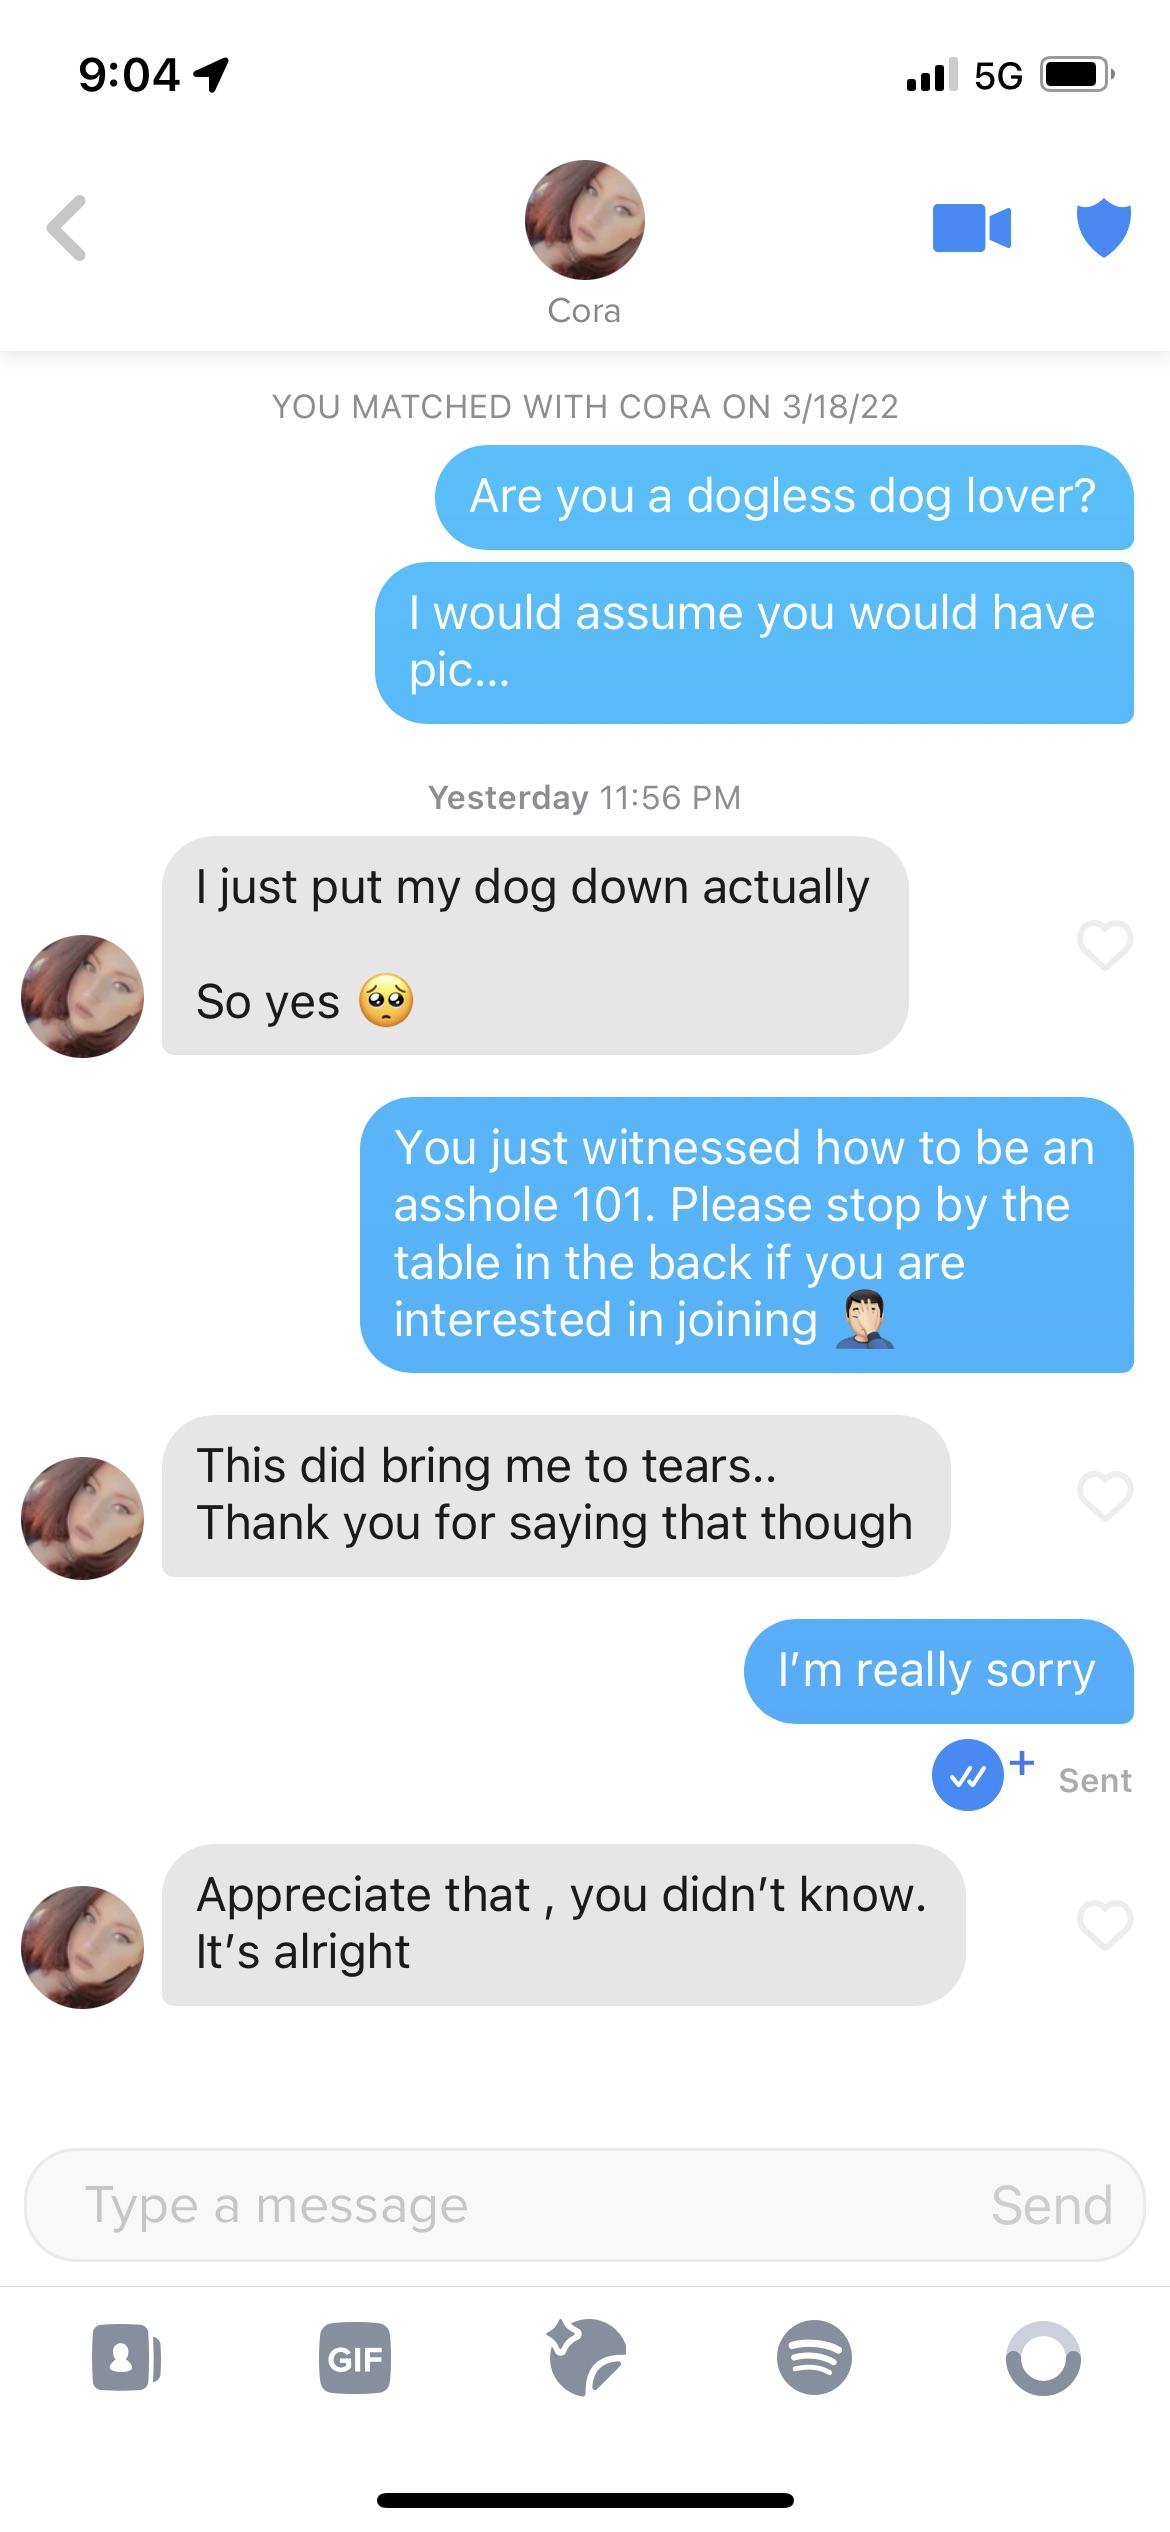 9:04
5G
Cora
YOU MATCHED WITH CORA ON 3/18/22
Are you a dogless dog lover?
I would assume you would have
pic...
Yesterday 11:56 PM
I just put my dog down actually
So yes 🥺
You just witnessed how to be an
asshole 101. Please stop by the
table in the back if you are
interested in joining 🤦🏻‍♂️
This did bring me to tears..
Thank you for saying that though
I’m really sorry
Sent
Appreciate that , you didn’t know.
It’s alright
Type a message
Send
GIF